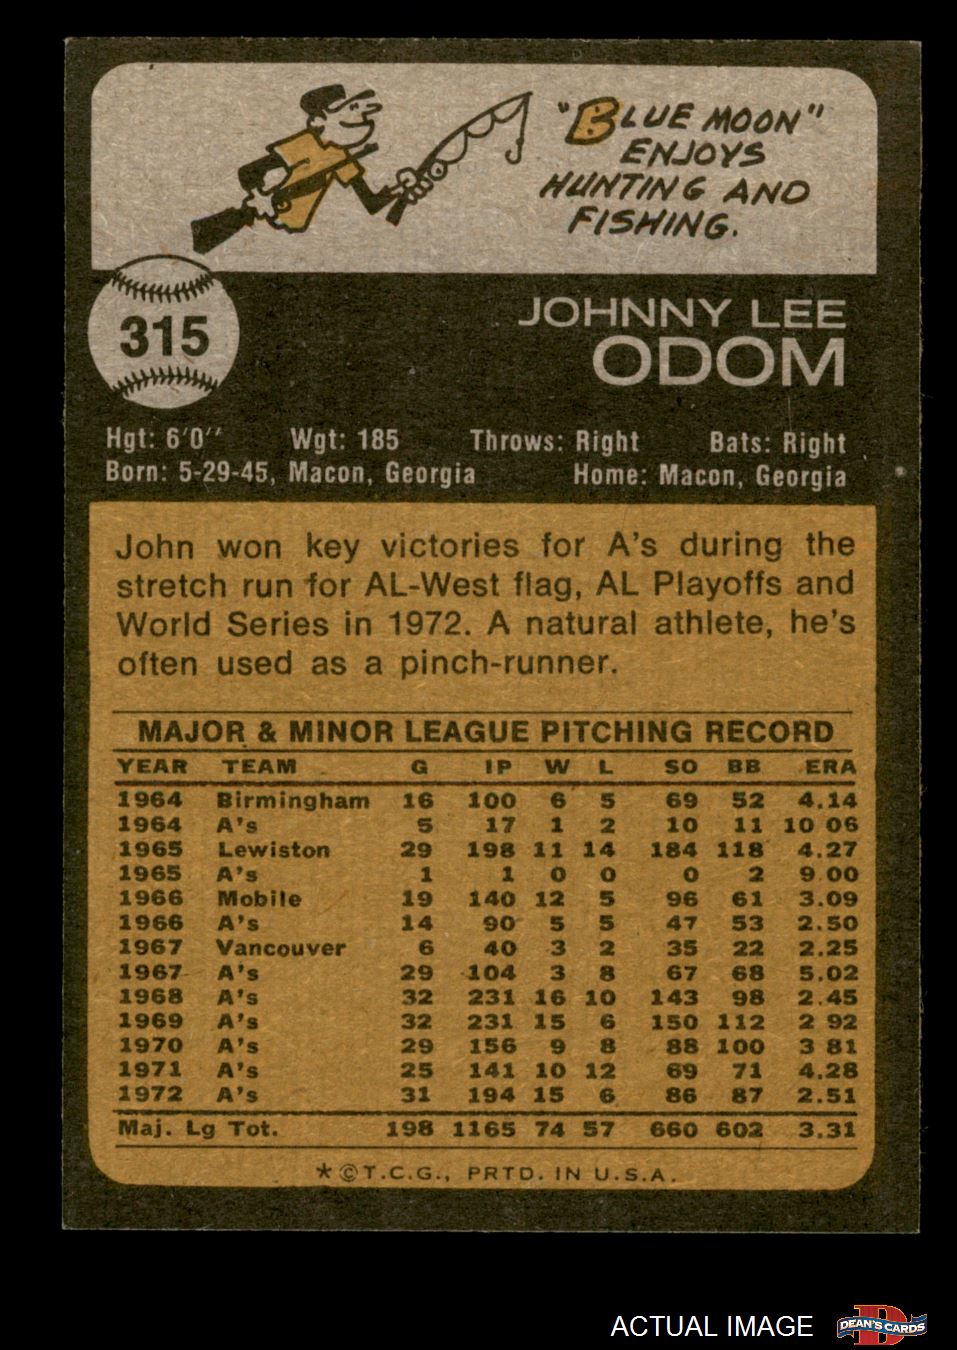 "BLUE MOON"
ENJOYS
HUNTING AND
FISHING.
315
JOHNNY LEE
ODOM
Hgt: 6'0'' Wgt: 185 Throws: Right Bats: Right
Born: 5-29-45, Macon, Georgia Home: Macon, Georgia
John won key victories for A's during the
stretch run for AL-West flag, AL Playoffs and
World Series in 1972. A natural athlete, he's
often used as a pinch-runner.
MAJOR & MINOR LEAGUE PITCHING RECORD
YEAR TEAM G IP W L SO BB ERA
1964 Birmingham 16 100 6 5 69 52 4.14
1964 A's 5 17 1 2 10 11 10 06
1965 Lewiston 29 198 11 14 184 118 4.27
1965 A's 1 1 0 0 0 2 9.00
1966 Mobile 19 140 12 5 96 61 3.09
1966 A's 14 90 5 5 47 53 2.50
1967 Vancouver 6 40 3 2 35 22 2.25
1967 A's 29 104 3 8 67 68 5.02
1968 A's 32 231 16 10 143 98 2.45
1969 A's 32 231 15 6 150 112 2 92
1970 A's 29 156 9 8 88 100 3 81
1971 A's 25 141 10 12 69 71 4.28
1972 A's 31 194 15 6 86 87 2.51
Maj. Lg Tot. 198 1165 74 57 660 602 3.31
*©T.C.G., PRTD. IN U.S.A.
ACTUAL IMAGE
D
DEAN'S CARDS